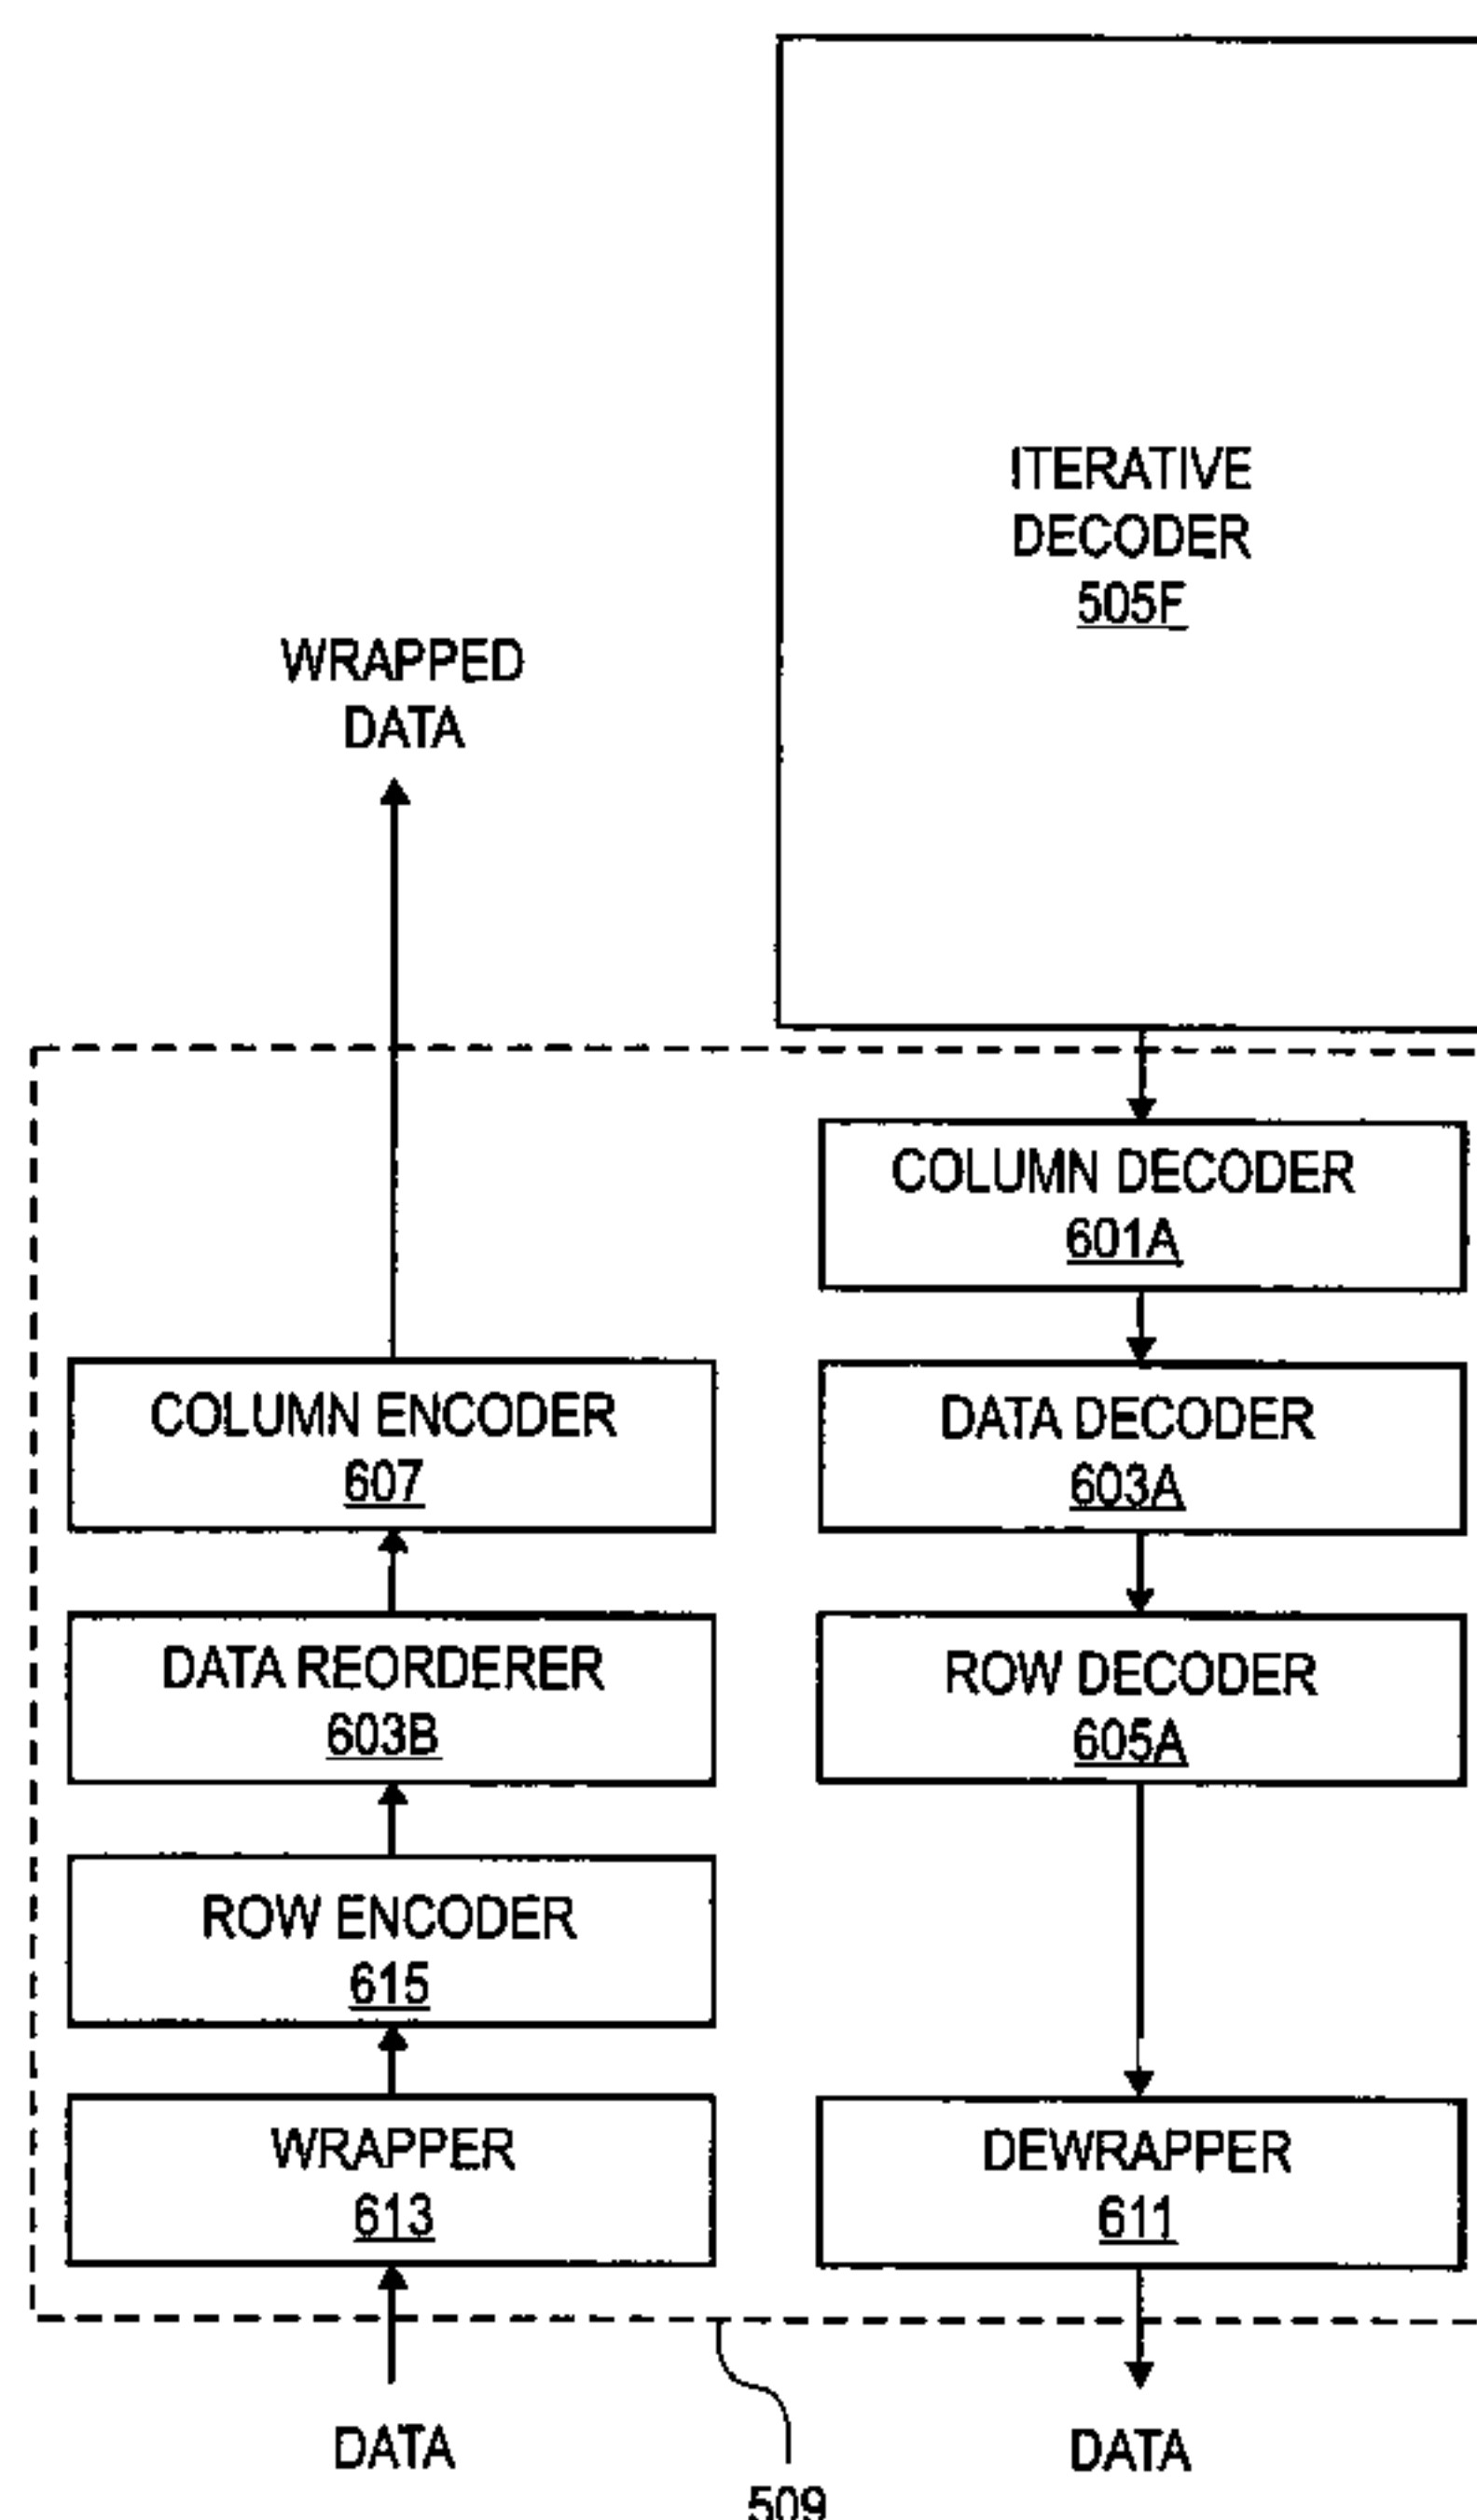 ITERATIVE
DECODER
505F
WRAPPED
DATA
COLUMN DECODER
601A
COLUMN ENCODER
607
DATA DECODER
603A
DATA REORDERER
603B
ROW DECODER
605A
ROW ENCODER
615
WRAPPER
613
DEWRAPPER
611
DATA
DATA
509